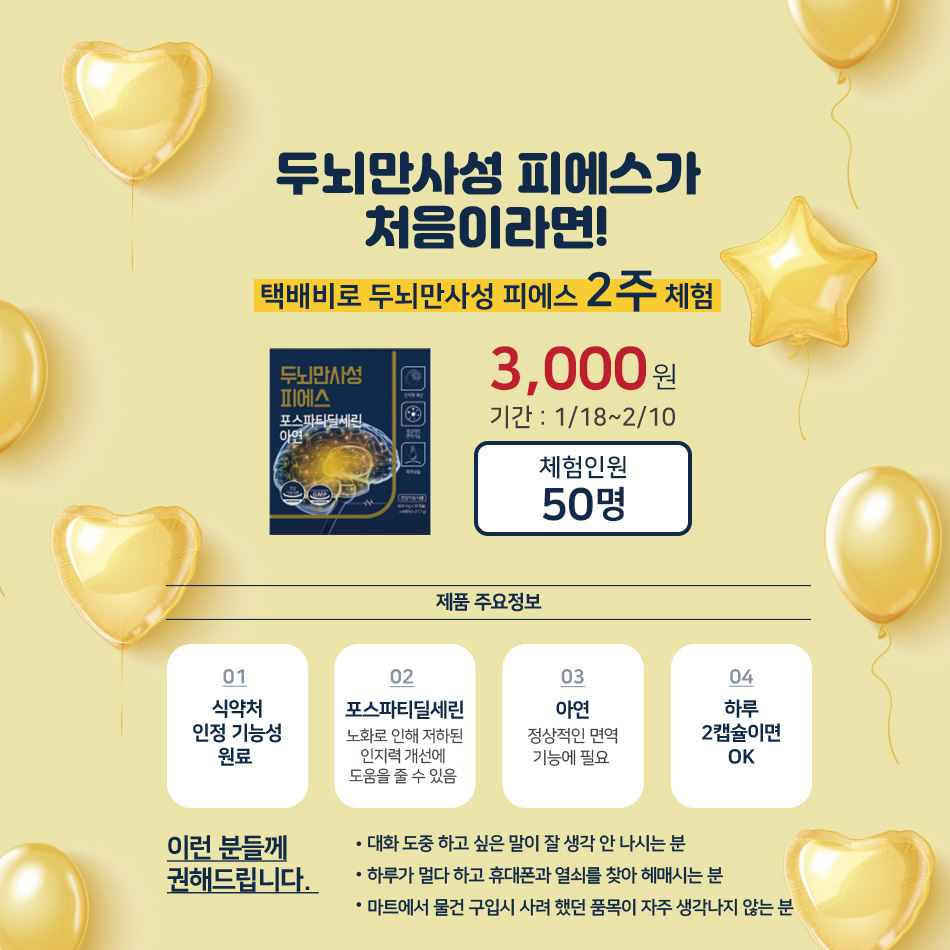 두뇌만사성 피에스가
처음이라면!
택배비로 두뇌만사성 피에스 2주 체험
두뇌만사성
피에스
포스파티딜세린
아연
GMP
건강기능식품
3,000원
기간 : 1/18~2/10
체험인원
50명
제품 주요정보
01
식약처
인정 기능성
원료
02
포스파티딜세린
노화로 인해 저하된
인지력 개선에
도움을 줄 수 있음
03
아연
정상적인 면역
기능에 필요
04
하루
2캡슐이면
OK
이런 분들께
권해드립니다.
• 대화 도중 하고 싶은 말이 잘 생각 안 나시는 분
• 하루가 멀다 하고 휴대폰과 열쇠를 찾아 헤매시는 분
• 마트에서 물건 구입시 사려 했던 품목이 자주 생각나지 않는 분